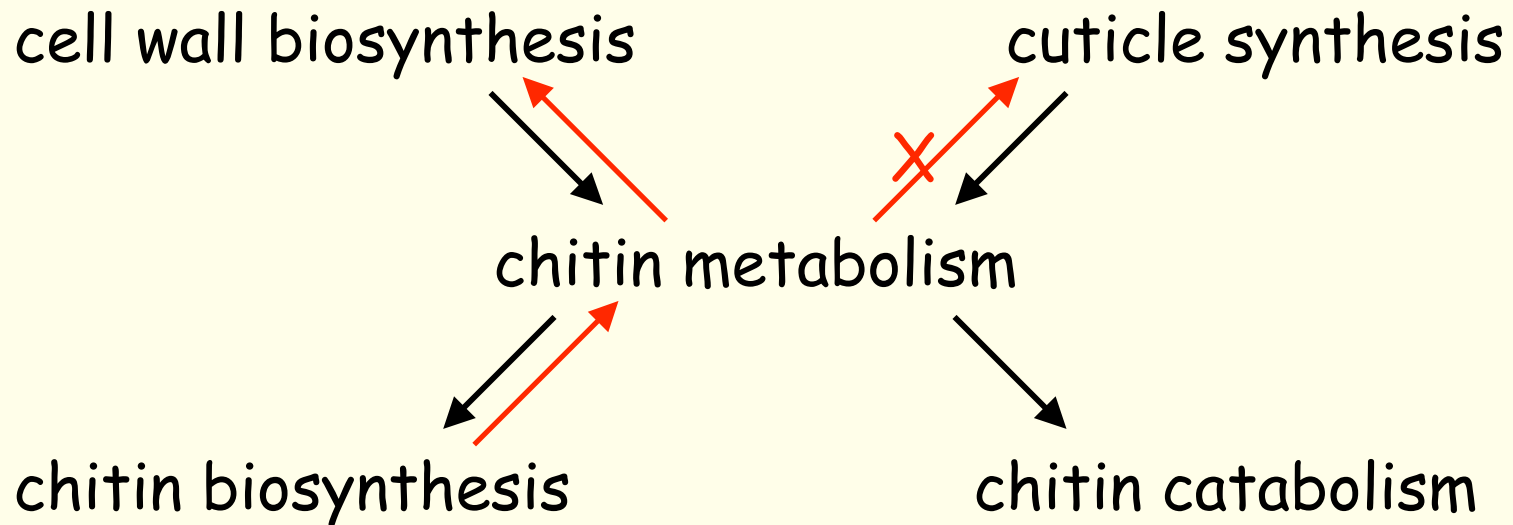 cell wall biosynthesis
cuticle synthesis
X
chitin metabolism
chitin biosynthesis
chitin catabolism